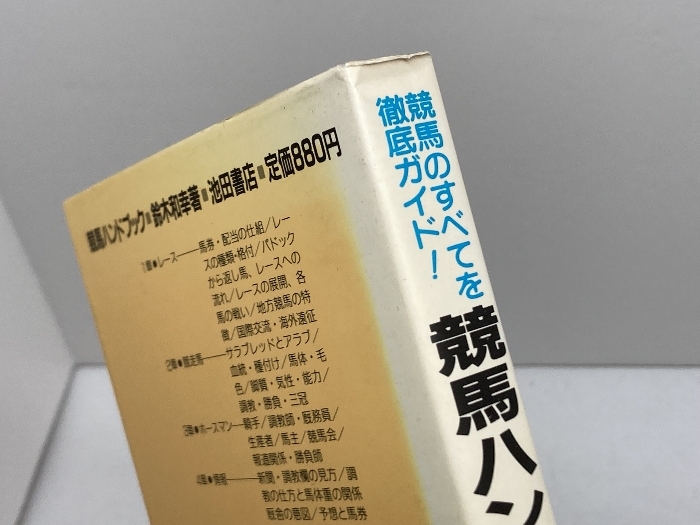 競馬ハンドブック■鈴木和幸著■池田書店■定価880円
1章●レース――馬券・配当の仕組/レー
スの種類・格付/パドック
から返し馬、レースへの
流れ/レースの展開、各
馬の戦い/地方競馬の特
徴/国際交流・海外遠征
2章●競走馬――サラブレッドとアラブ/
血統・種付け/馬体・毛
色/脚質・気性・能力/
調教・勝負・三冠
3章●ホースマン――騎手/調教師・厩務員/
生産者/馬主/競馬会/
報道関係・勝負師
4章●情報――新聞・調教欄の見方/調
教の仕方と馬体重の関係
厩舎の意図/予想と馬券
競馬のすべてを
徹底ガイド!
競馬ハン